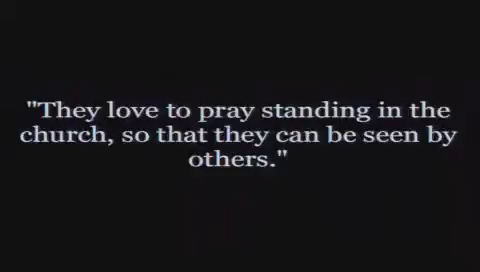 "They love to pray standing in the
church, so that they can be seen by
others."